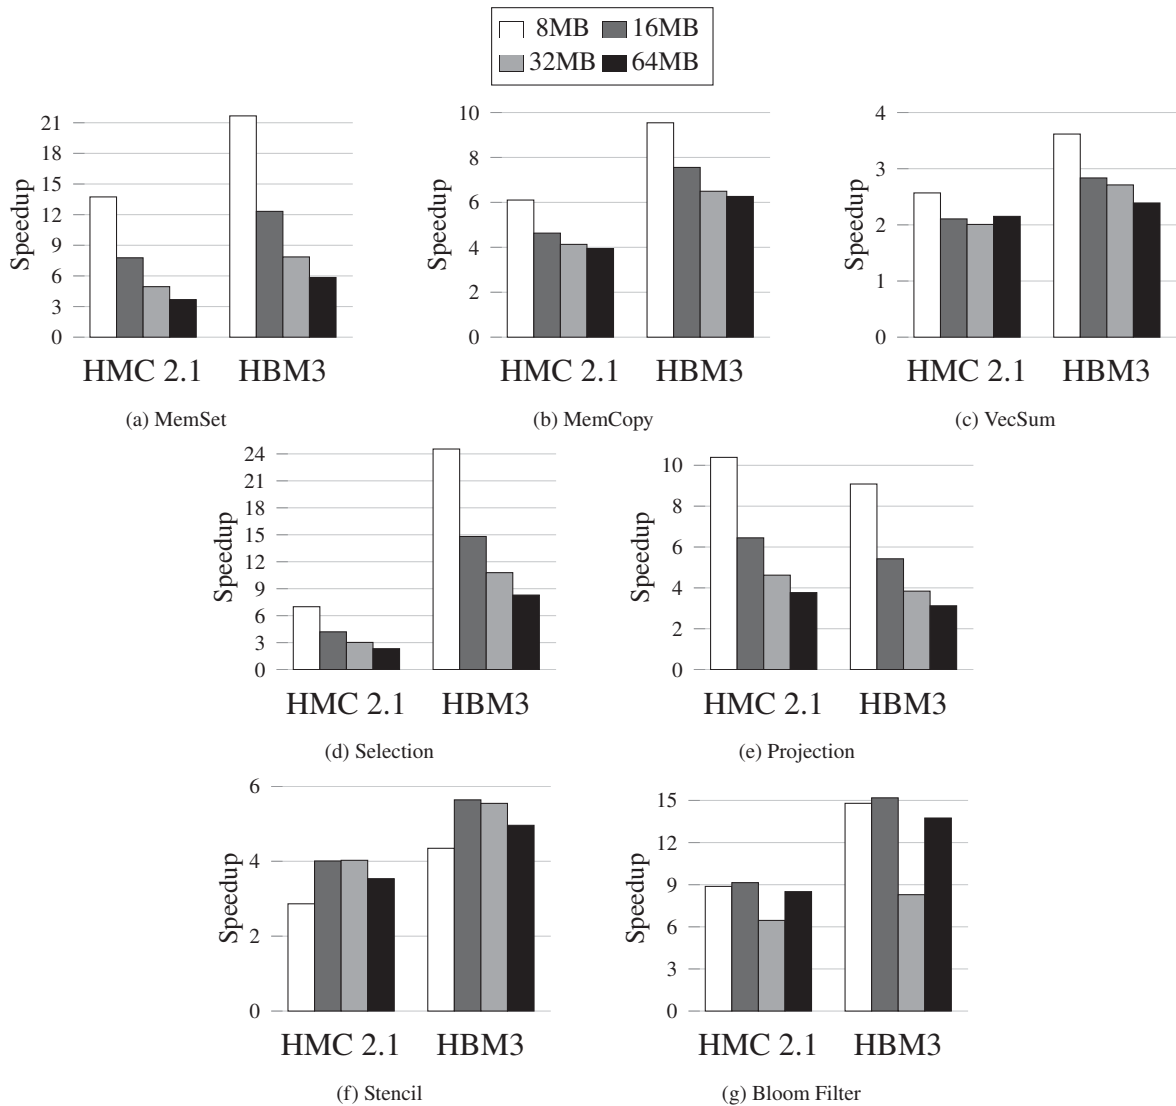 8MB 16MB
32MB 64MB
Speedup
21
18
15
12
9
6
3
0
HMC 2.1 HBM3
(a) MemSet
Speedup
10
8
6
4
2
0
HMC 2.1 HBM3
(b) MemCopy
Speedup
4
3
2
1
0
HMC 2.1 HBM3
(c) VecSum
Speedup
24
21
18
15
12
9
6
3
0
HMC 2.1 HBM3
(d) Selection
Speedup
10
8
6
4
2
0
HMC 2.1 HBM3
(e) Projection
Speedup
6
4
2
0
HMC 2.1 HBM3
(f) Stencil
Speedup
15
12
9
6
3
0
HMC 2.1 HBM3
(g) Bloom Filter